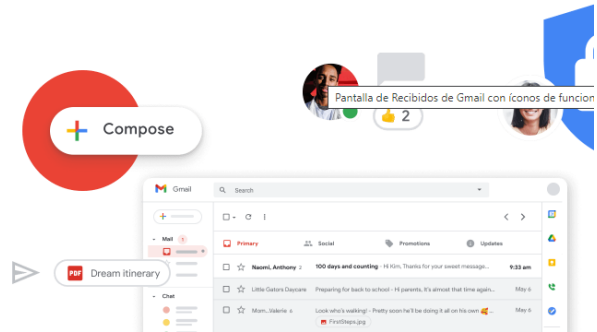 Pantalla de Recibidos de Gmail con íconos de funcion
2
Compose
Gmail
Search
Mail 1
Primary
Social
Promotions
Updates
Naomi, Anthony 2
100 days and counting - Hi Kim, Thanks for your sweet message...
9:33 am
PDF
Dream itinerary
Little Gators Daycare
Preparing for back to school - Hi parents, It's almost that time again...
May 6
Chat
Mom...Valerie 6
Look who's walking! - Pretty soon he'll be doing it all on his own 🥰...
May 6
FirstSteps.jpg